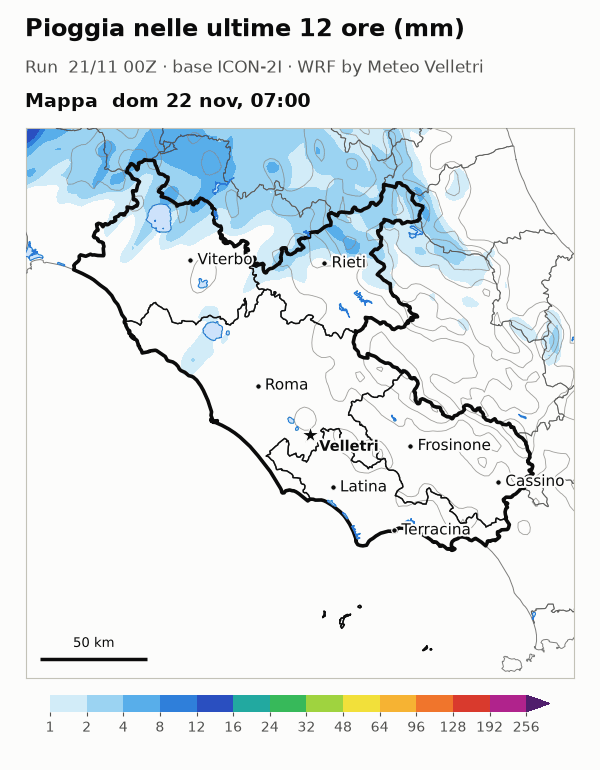 Pioggia nelle ultime 12 ore (mm)
Run 21/11 00Z · base ICON-2I · WRF by Meteo Velletri
Mappa dom 22 nov, 07:00
Viterbo
Rieti
Roma
Velletri
Frosinone
Cassino
Latina
Terracina
50 km
1 2 4 8 12 16 24 32 48 64 96 128 192 256